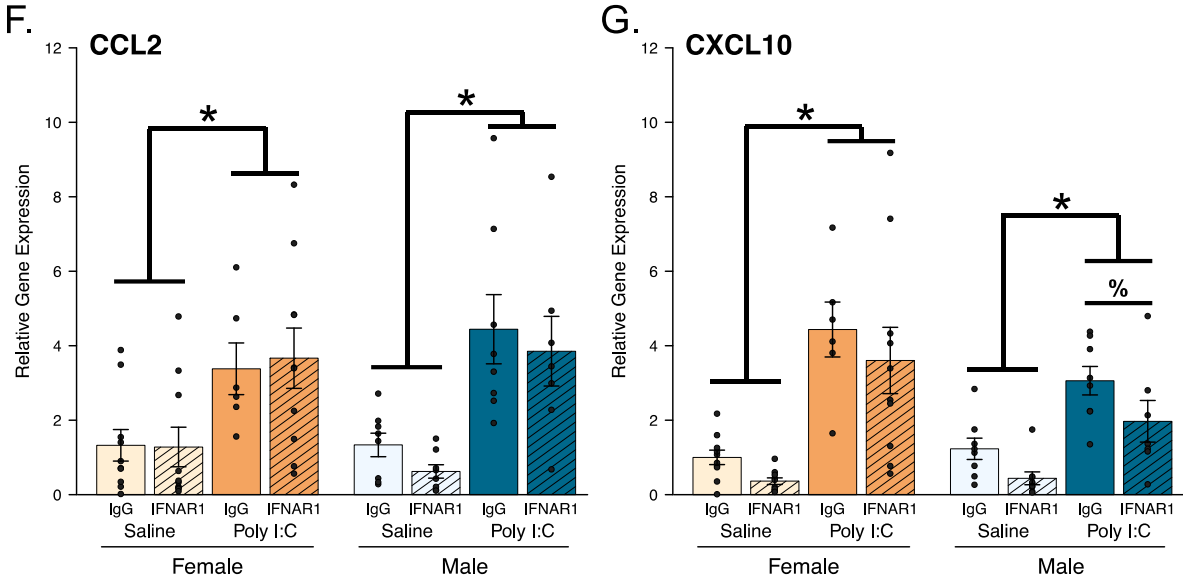 F.
CCL2
Relative Gene Expression
12
10
8
6
4
2
0
*
*
IgG IFNAR1 IgG IFNAR1 IgG IFNAR1 IgG IFNAR1
Saline Poly I:C Saline Poly I:C
Female Male
G.
CXCL10
Relative Gene Expression
12
10
8
6
4
2
0
*
*
%
IgG IFNAR1 IgG IFNAR1 IgG IFNAR1 IgG IFNAR1
Saline Poly I:C Saline Poly I:C
Female Male